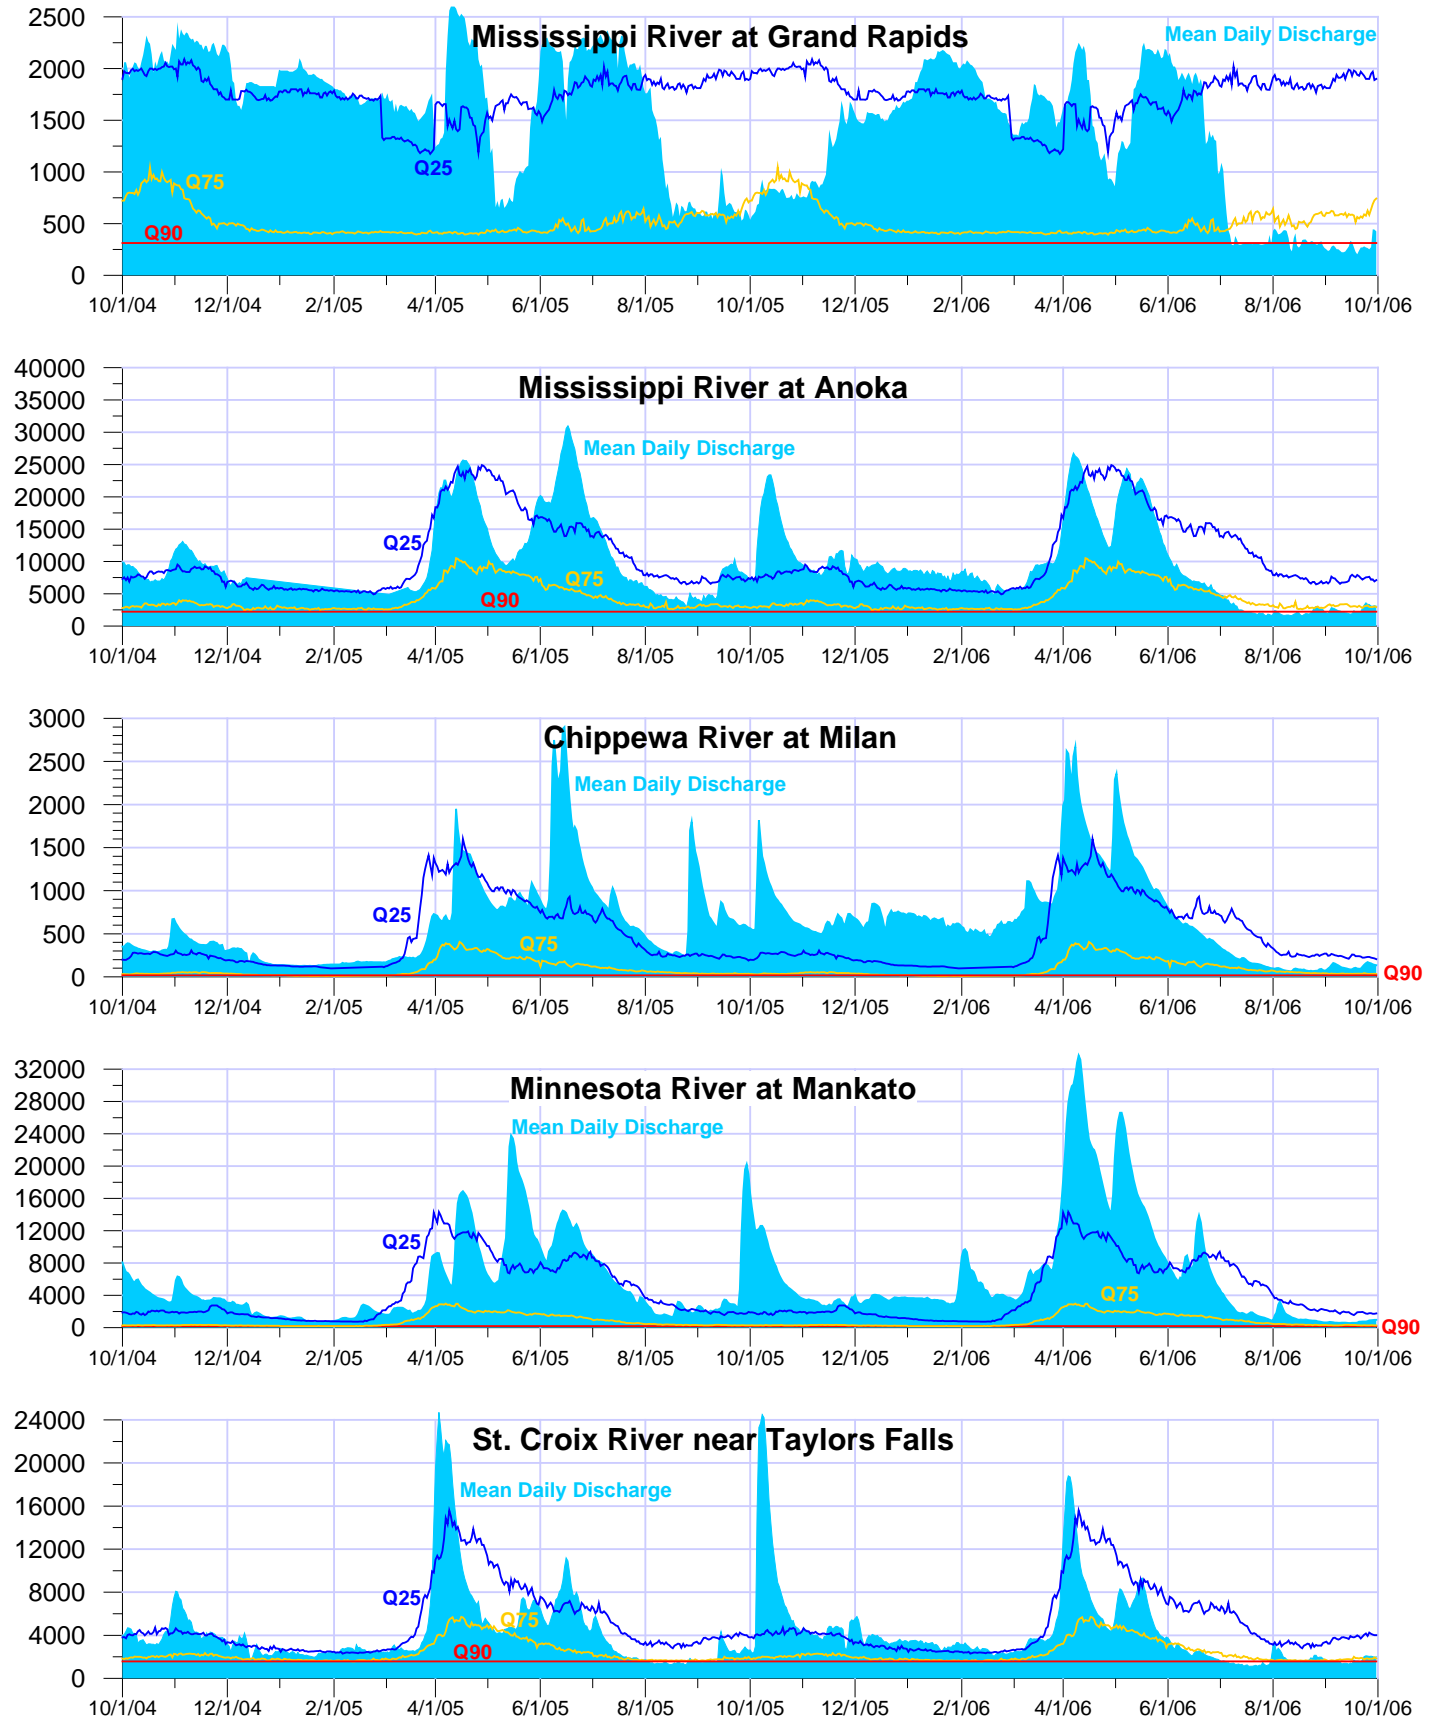 Mississippi River at Grand Rapids
Mean Daily Discharge
2500
2000
1500
1000
500
0
Q25
Q75
Q90
10/1/04 12/1/04 2/1/05 4/1/05 6/1/05 8/1/05 10/1/05 12/1/05 2/1/06 4/1/06 6/1/06 8/1/06 10/1/06
Mississippi River at Anoka
Mean Daily Discharge
40000
35000
30000
25000
20000
15000
10000
5000
0
Q25
Q75
Q90
10/1/04 12/1/04 2/1/05 4/1/05 6/1/05 8/1/05 10/1/05 12/1/05 2/1/06 4/1/06 6/1/06 8/1/06 10/1/06
Chippewa River at Milan
Mean Daily Discharge
3000
2500
2000
1500
1000
500
0
Q25
Q75
Q90
10/1/04 12/1/04 2/1/05 4/1/05 6/1/05 8/1/05 10/1/05 12/1/05 2/1/06 4/1/06 6/1/06 8/1/06 10/1/06
Minnesota River at Mankato
Mean Daily Discharge
32000
28000
24000
20000
16000
12000
8000
4000
0
Q25
Q75
Q90
10/1/04 12/1/04 2/1/05 4/1/05 6/1/05 8/1/05 10/1/05 12/1/05 2/1/06 4/1/06 6/1/06 8/1/06 10/1/06
St. Croix River near Taylors Falls
Mean Daily Discharge
24000
20000
16000
12000
8000
4000
0
Q25
Q75
Q90
10/1/04 12/1/04 2/1/05 4/1/05 6/1/05 8/1/05 10/1/05 12/1/05 2/1/06 4/1/06 6/1/06 8/1/06 10/1/06